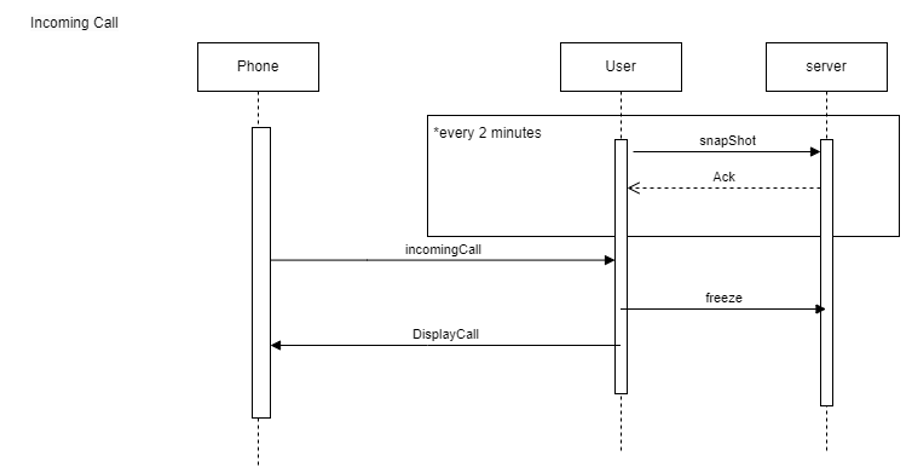 Incoming Call
Phone
User
server
*every 2 minutes
snapShot
Ack
incomingCall
freeze
DisplayCall